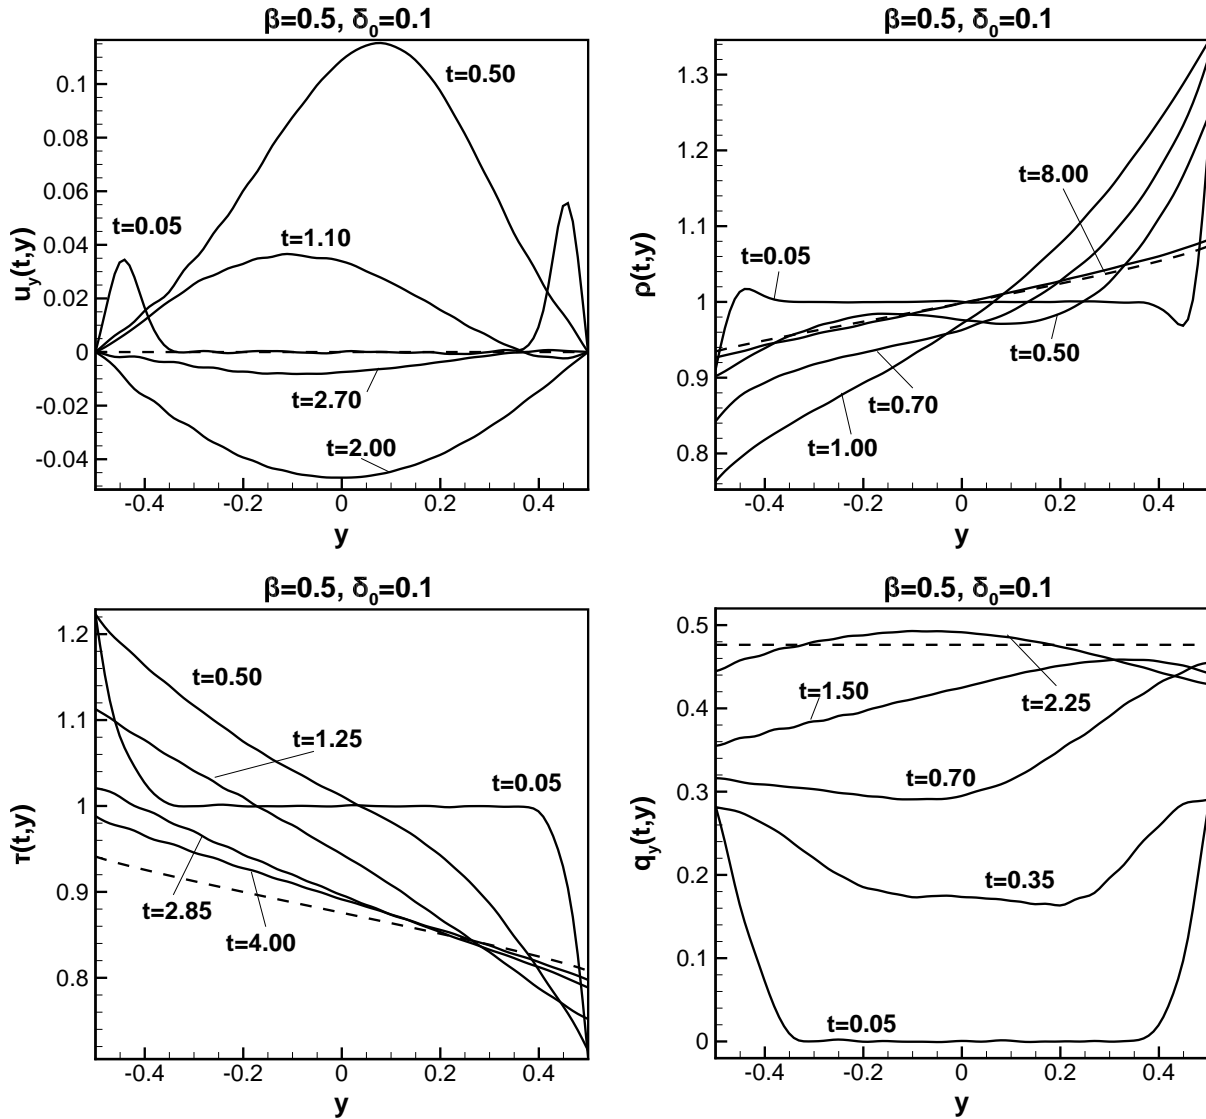 β=0.5, δ₀=0.1
u_y(t,y)
0.1
0.08
0.06
0.04
0.02
0
-0.02
-0.04
t=0.50
t=0.05
t=1.10
t=2.70
t=2.00
-0.4 -0.2 0 0.2 0.4
y
β=0.5, δ₀=0.1
ρ(t,y)
1.3
1.2
1.1
1
0.9
0.8
t=8.00
t=0.05
t=0.50
t=0.70
t=1.00
-0.4 -0.2 0 0.2 0.4
y
β=0.5, δ₀=0.1
τ(t,y)
1.2
1.1
1
0.9
0.8
t=0.50
t=1.25
t=0.05
t=2.85
t=4.00
-0.4 -0.2 0 0.2 0.4
y
β=0.5, δ₀=0.1
q_y(t,y)
0.5
0.4
0.3
0.2
0.1
0
t=1.50
t=2.25
t=0.70
t=0.35
t=0.05
-0.4 -0.2 0 0.2 0.4
y